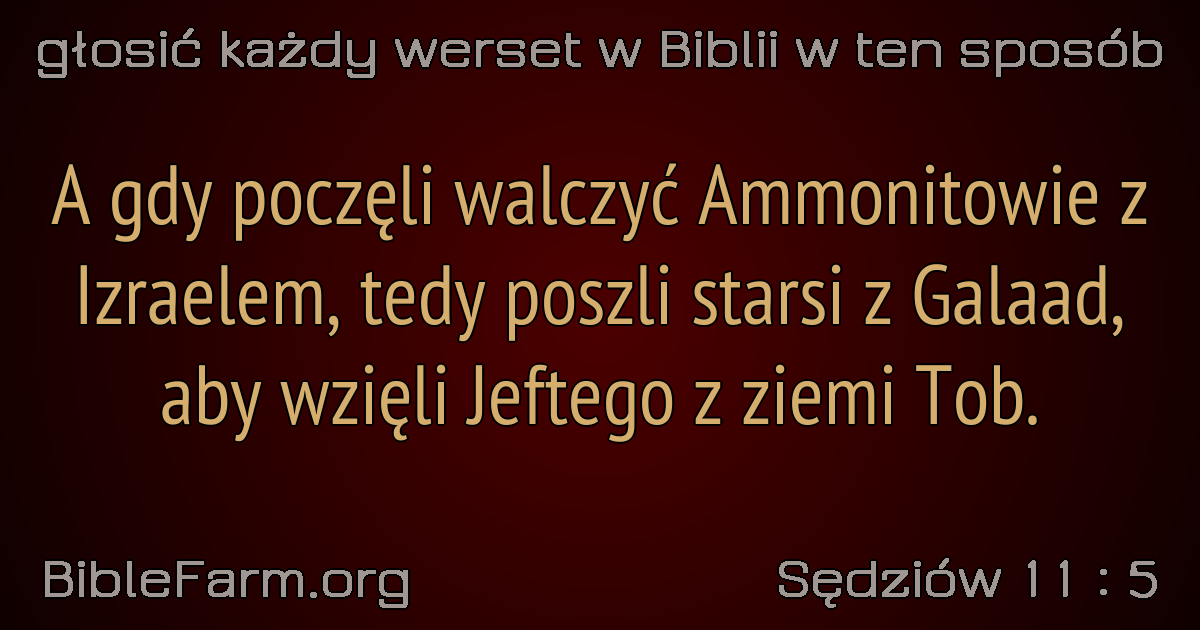 głosić każdy werset w Biblii w ten sposób
A gdy poczęli walczyć Ammonitowie z
Izraelem, tedy poszli starsi z Galaad,
aby wzięli Jeftego z ziemi Tob.
BibleFarm.org
Sędziów 11 : 5